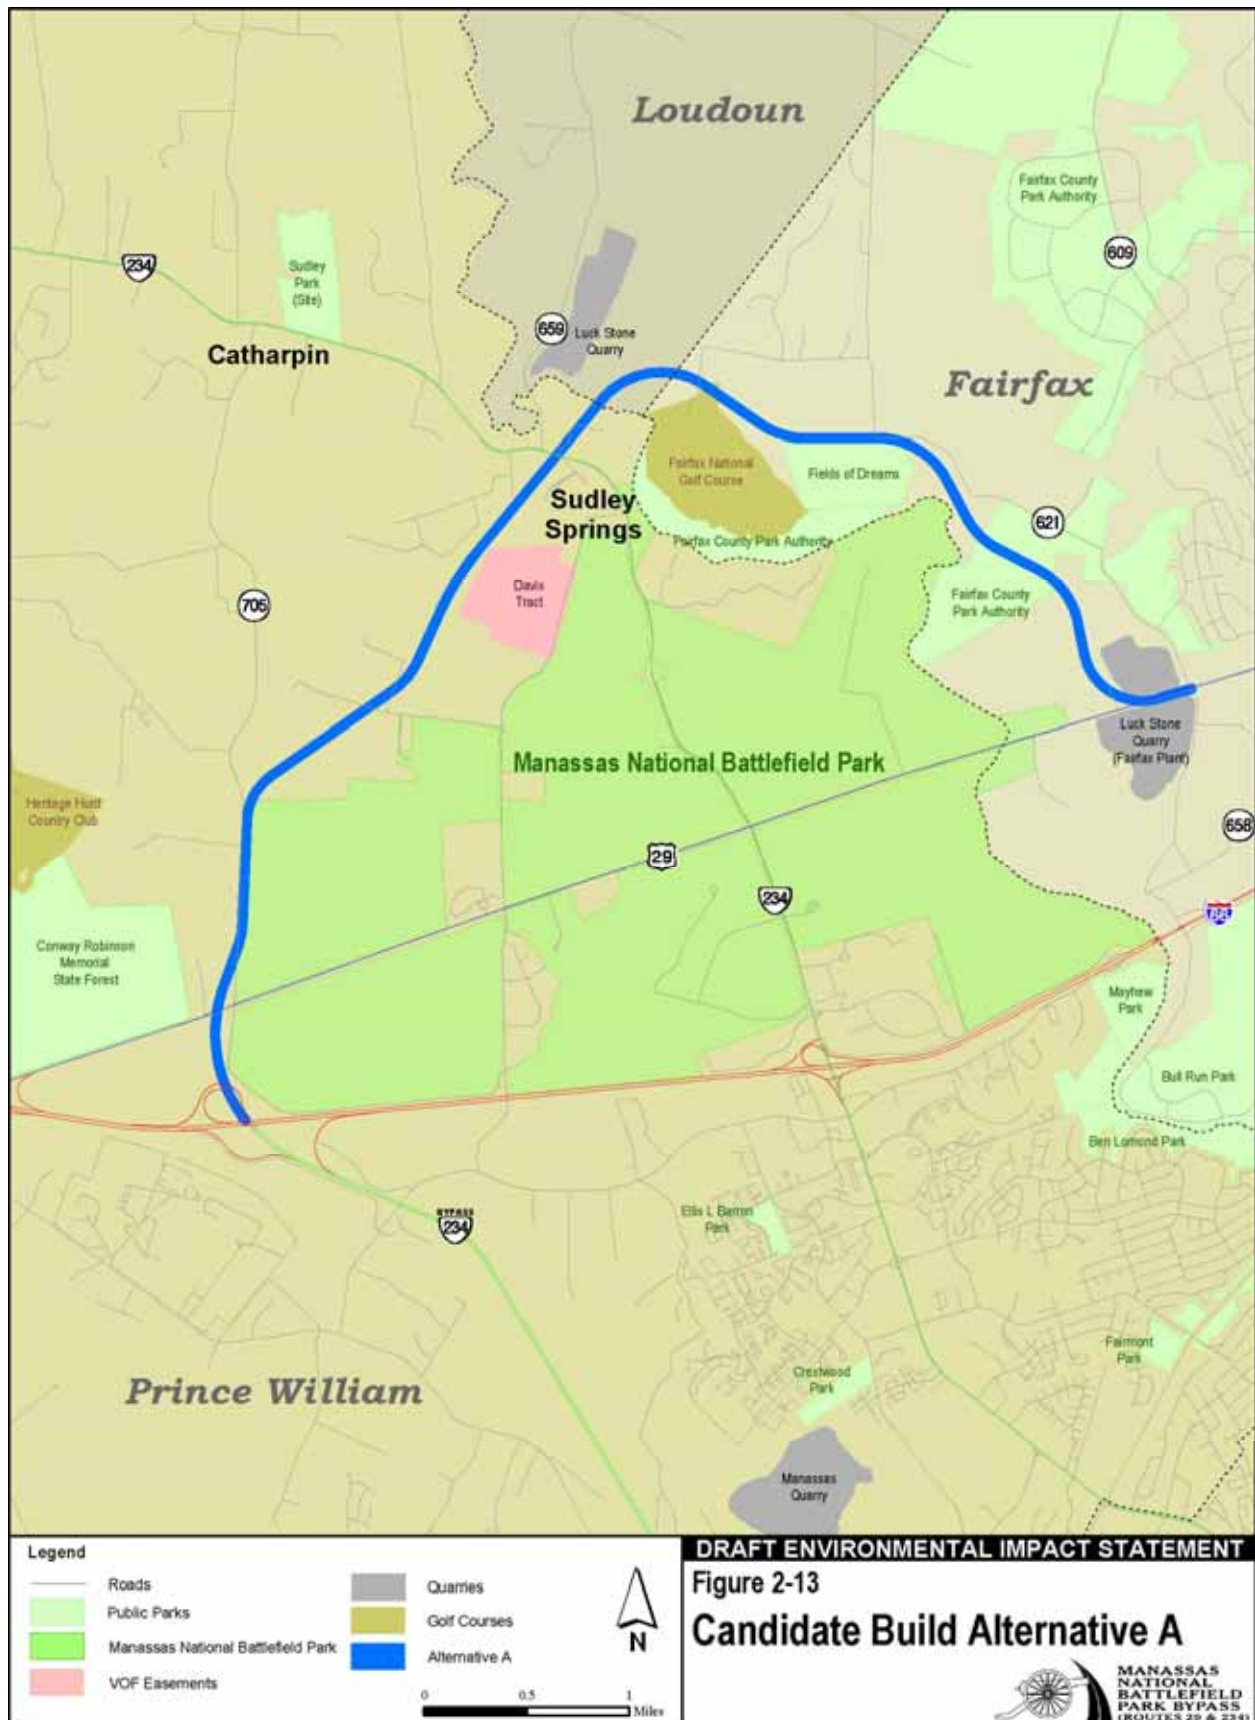 Loudoun
Fairfax County
Park Authority
609
234
Sudley
Park
(Site)
659
Luck Stone
Quarry
Catharpin
Fairfax
Fairfax National
Golf Course
Fields of Dreams
Sudley
Springs
621
Fairfax County Park Authority
Davis
Tract
Fairfax County
Park Authority
705
Luck Stone
Quarry
(Fairfax Plant)
Manassas National Battlefield Park
Heritage Hunt
Country Club
658
29
234
66
Conway Robinson
Memorial
State Forest
Mayhew
Park
Bull Run Park
Ben Lomond Park
Ellis L Barron
Park
BYPASS
234
Fairmont
Park
Crestwood
Park
Prince William
Manassas
Quarry
Legend
Roads
Public Parks
Manassas National Battlefield Park
VOF Easements
Quarries
Golf Courses
Alternative A
N
0 0.5 1
Miles
DRAFT ENVIRONMENTAL IMPACT STATEMENT
Figure 2-13
Candidate Build Alternative A
MANASSAS
NATIONAL
BATTLEFIELD
PARK BYPASS
(ROUTES 29 & 234)